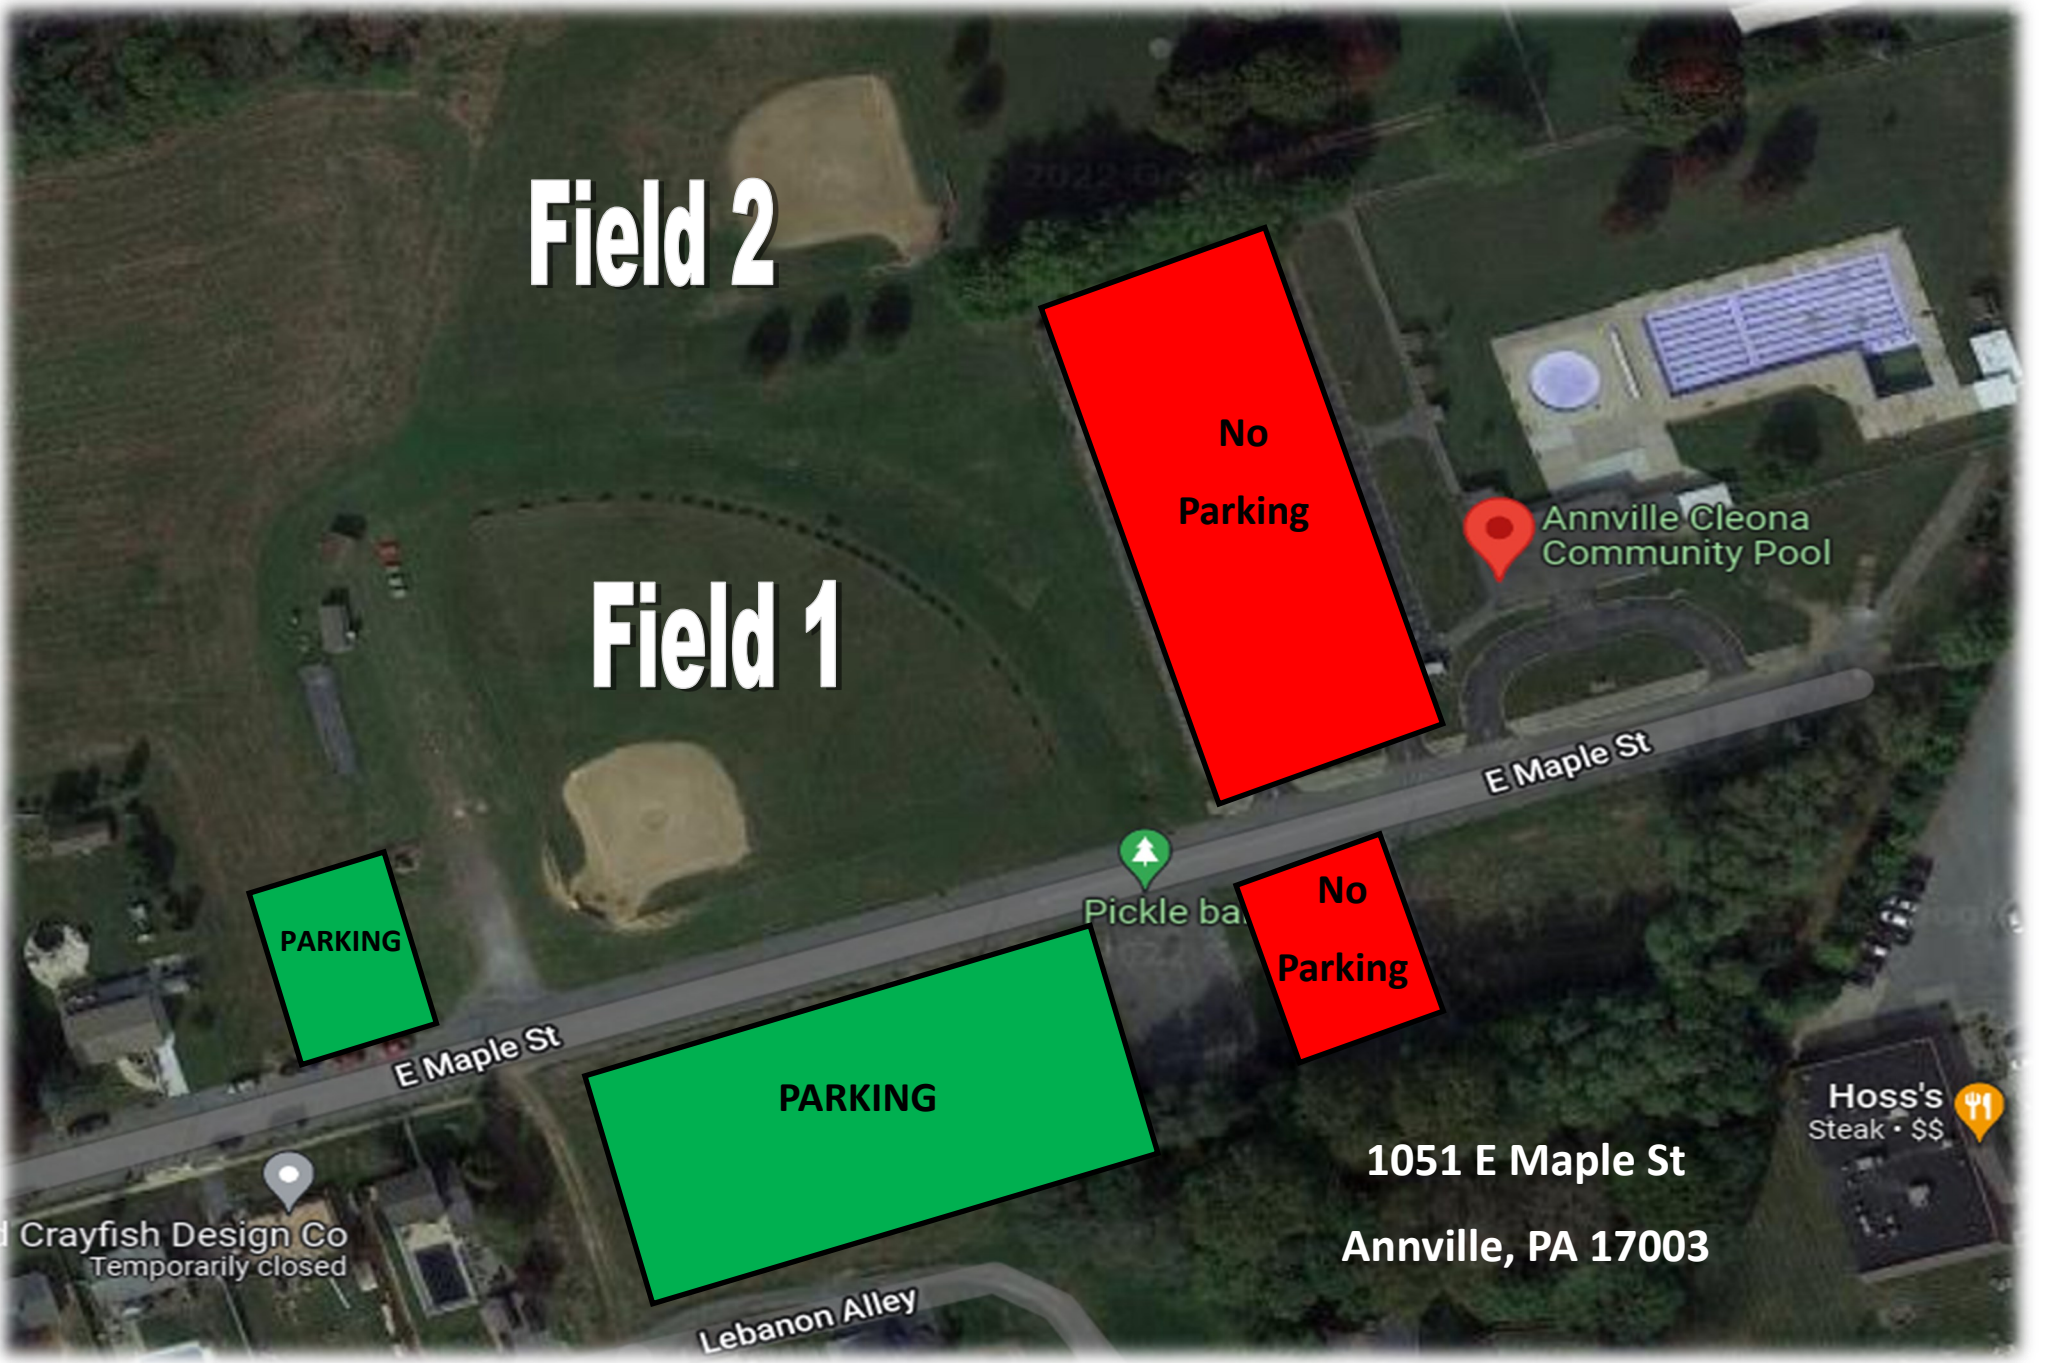 Field 2
No
Parking
Annville Cleona
Community Pool
Field 1
E Maple St
Pickle ba
No
Parking
PARKING
E Maple St
PARKING
Hoss's
Steak • $$
1051 E Maple St
Annville, PA 17003
Crayfish Design Co
Temporarily closed
Lebanon Alley